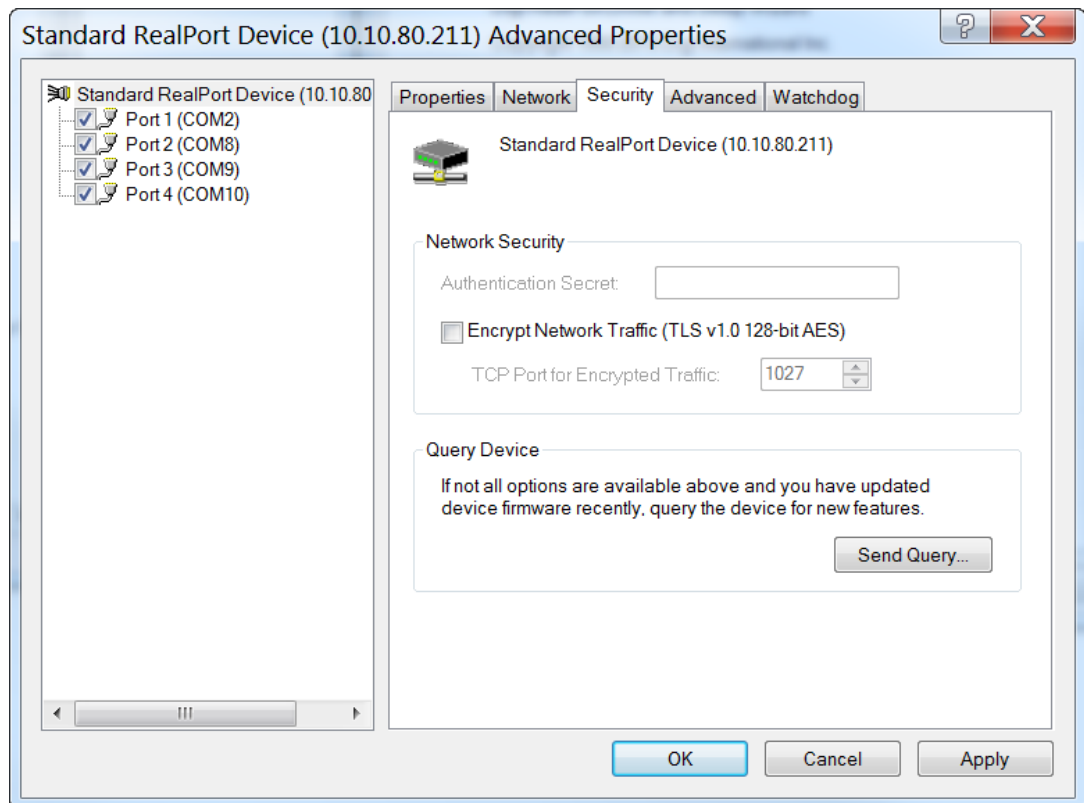 Standard RealPort Device (10.10.80.211) Advanced Properties
Standard RealPort Device (10.10.80
Port 1 (COM2)
Port 2 (COM8)
Port 3 (COM9)
Port 4 (COM10)
Properties Network Security Advanced Watchdog
Standard RealPort Device (10.10.80.211)
Network Security
Authentication Secret:
Encrypt Network Traffic (TLS v1.0 128-bit AES)
TCP Port for Encrypted Traffic: 1027
Query Device
If not all options are available above and you have updated
device firmware recently, query the device for new features.
Send Query...
OK Cancel Apply